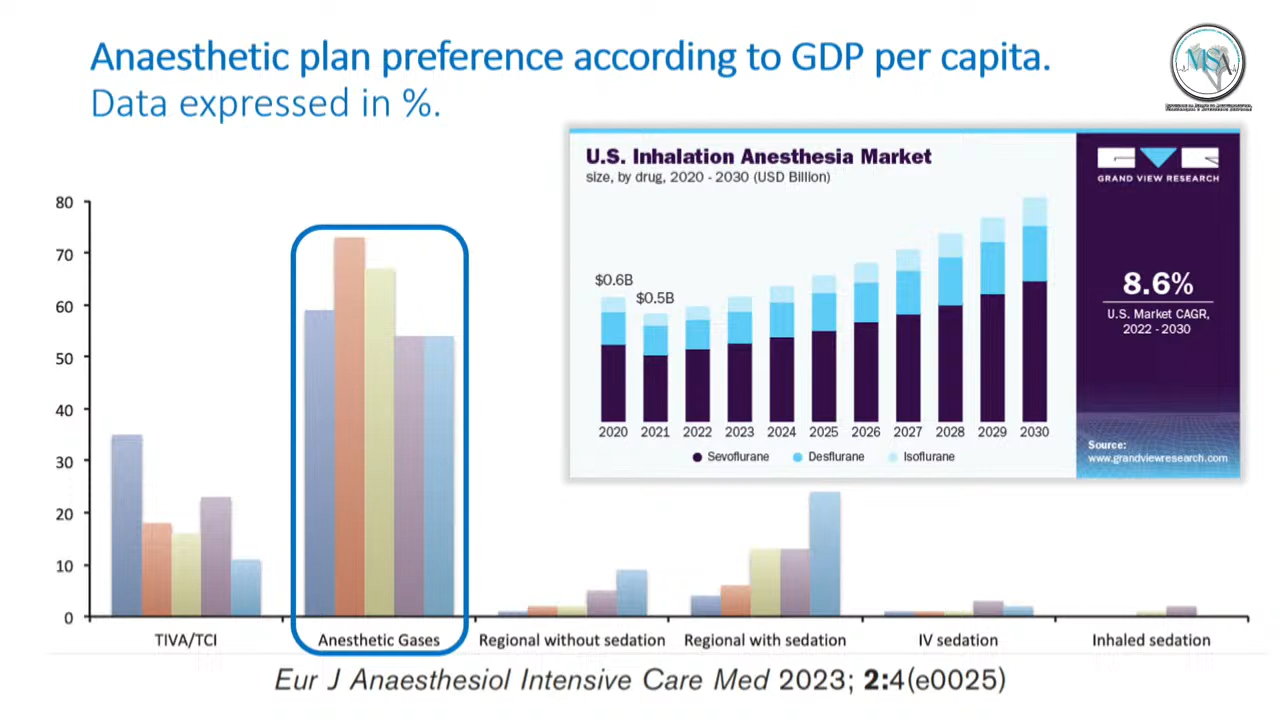 Anaesthetic plan preference according to GDP per capita.
Data expressed in %.
MSA
U.S. Inhalation Anesthesia Market
size, by drug, 2020 - 2030 (USD Billion)
$0.6B
$0.5B
2020 2021 2022 2023 2024 2025 2026 2027 2028 2029 2030
Sevoflurane Desflurane Isoflurane
GRAND VIEW RESEARCH
8.6%
U.S. Market CAGR,
2022 - 2030
Source:
www.grandviewresearch.com
80
70
60
50
40
30
20
10
0
TIVA/TCI Anesthetic Gases Regional without sedation Regional with sedation IV sedation Inhaled sedation
Eur J Anaesthesiol Intensive Care Med 2023; 2:4(e0025)